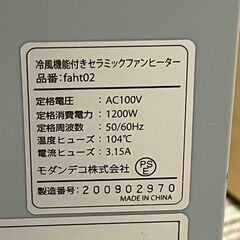 冷風機能付きセラミックファンヒーター
品番：faht02
定格電圧：AC100V
定格消費電力：1200W
定格周波数：50/60Hz
温度ヒューズ：104℃
電流ヒューズ：3.15A
モダンデコ株式会社
PSE
製造番号：200902970
MADE IN CHINA